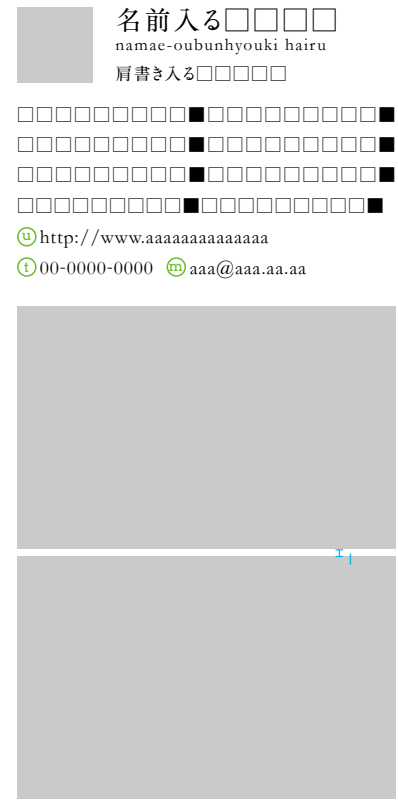 名前入る□□□□
namae-oubunhyouki hairu
肩書き入る□□□□□
□□□□□□□□□■□□□□□□□□□■
□□□□□□□□□■□□□□□□□□□■
□□□□□□□□□■□□□□□□□□□■
□□□□□□□□□■□□□□□□□□□■
u http://www.aaaaaaaaaaaaaa
t 00-0000-0000 m aaa@aaa.aa.aa